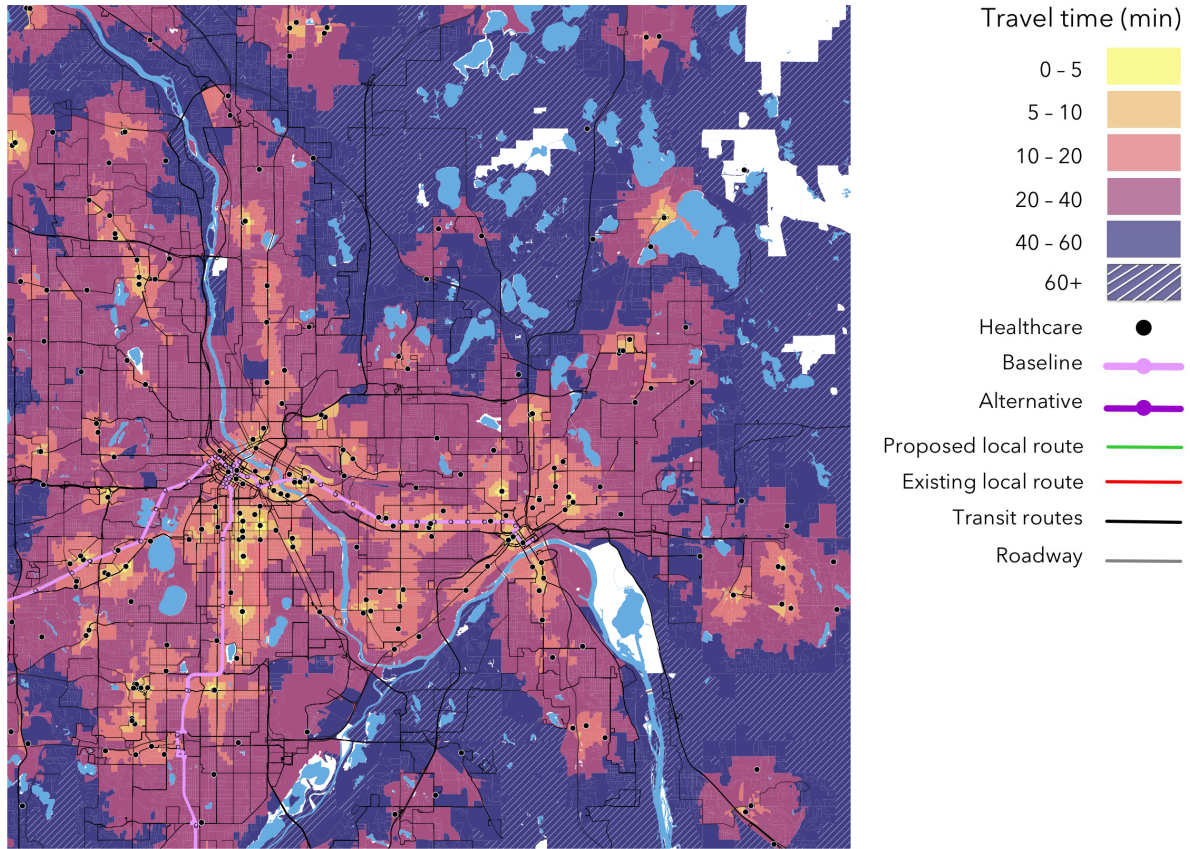 Travel time (min)
0 – 5
5 – 10
10 – 20
20 – 40
40 – 60
60+
Healthcare
Baseline
Alternative
Proposed local route
Existing local route
Transit routes
Roadway